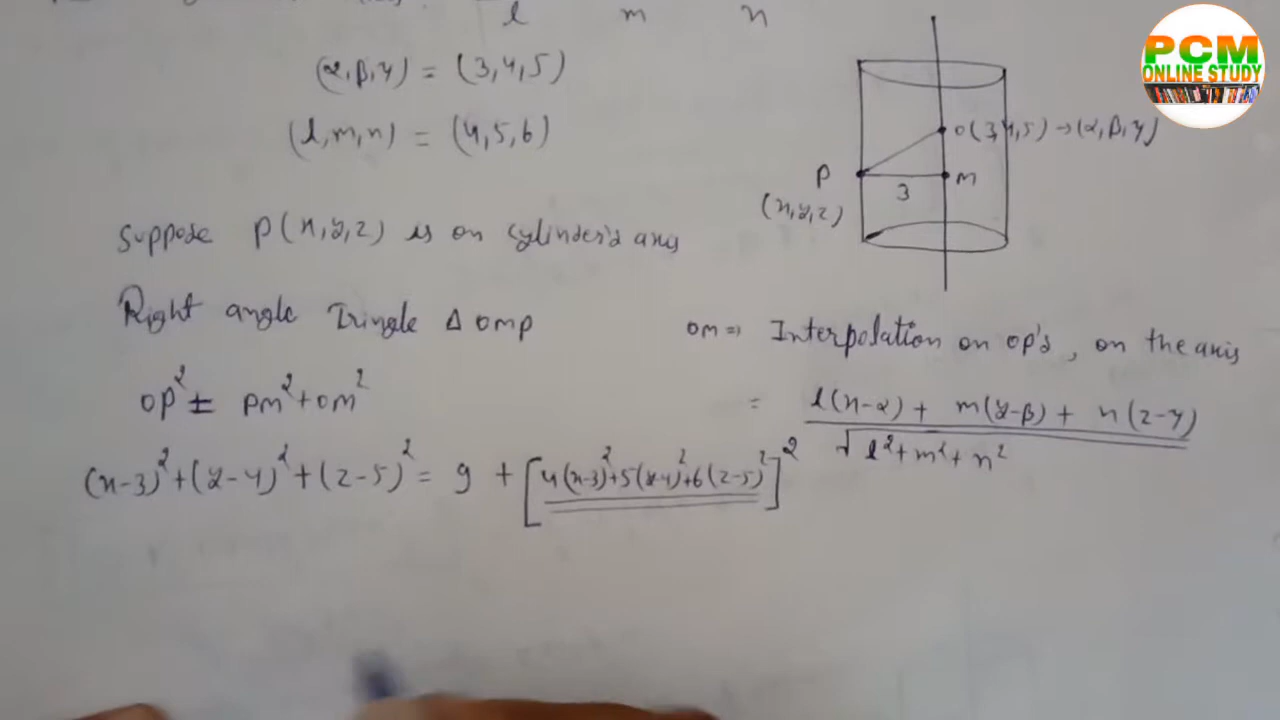 l m n
(α,β,γ) = (3,4,5)
(l,m,n) = (4,5,6)
PCM
ONLINE STUDY
O(3,4,5) → (α,β,γ)
P
3
M
(x,y,z)
Suppose P(x,y,z) is on cylinder's axis
Right angle Tringle Δ OMP
OM ⇒ Interpolation on OP's, on the axis
OP² = PM² + OM²
= l(x-α) + m(y-β) + n(z-γ)
√l²+m²+n²
(x-3)²+(y-4)²+(z-5)² = 9 + [4(x-3)²+5(y-4)²+6(z-5)²]²